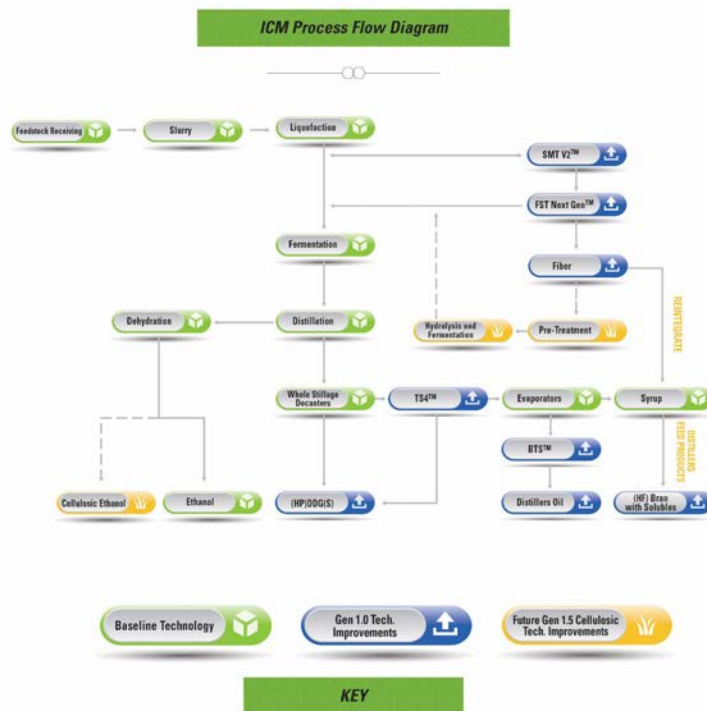 ICM Process Flow Diagram
Feedstock Receiving
Slurry
Liquefaction
SMT V2™
FST Next Gen™
Fermentation
Fiber
REINTEGRATE
Dehydration
Distillation
Hydrolysis and
Fermentation
Pre-Treatment
Whole Stillage
Decanters
TS4™
Evaporators
Syrup
BTS™
DISTILLERS
FEED PRODUCTS
Cellulosic Ethanol
Ethanol
(HP)DDG(S)
Distillers Oil
(HF) Bran
with Solubles
Baseline Technology
Gen 1.0 Tech.
Improvements
Future Gen 1.5 Cellulosic
Tech. Improvements
KEY